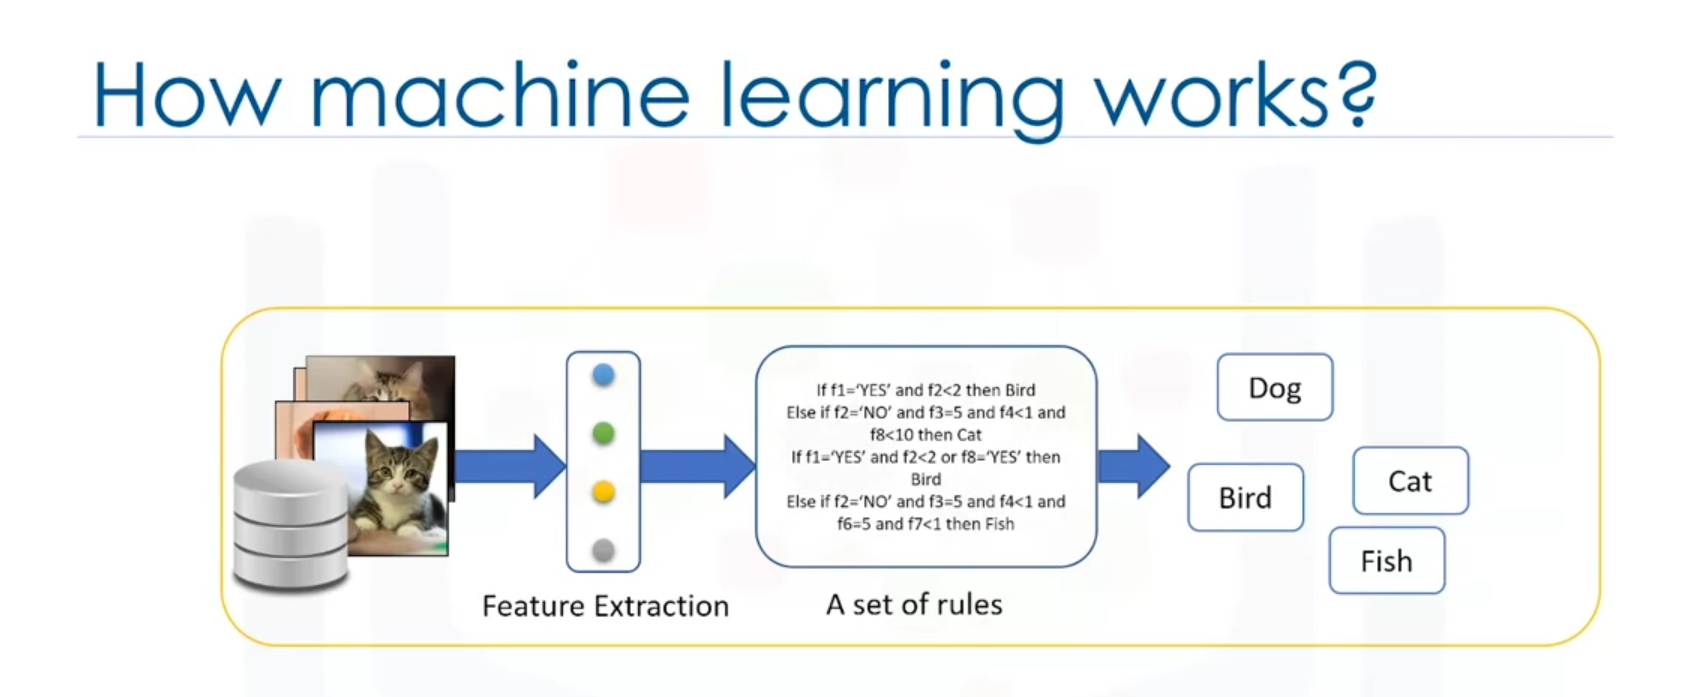 How machine learning works?
If f1=‘YES’ and f2<2 then Bird
Else if f2=‘NO’ and f3=5 and f4<1 and
f8<10 then Cat
If f1=‘YES’ and f2<2 or f8=‘YES’ then
Bird
Else if f2=‘NO’ and f3=5 and f4<1 and
f6=5 and f7<1 then Fish
Feature Extraction
A set of rules
Dog
Cat
Bird
Fish